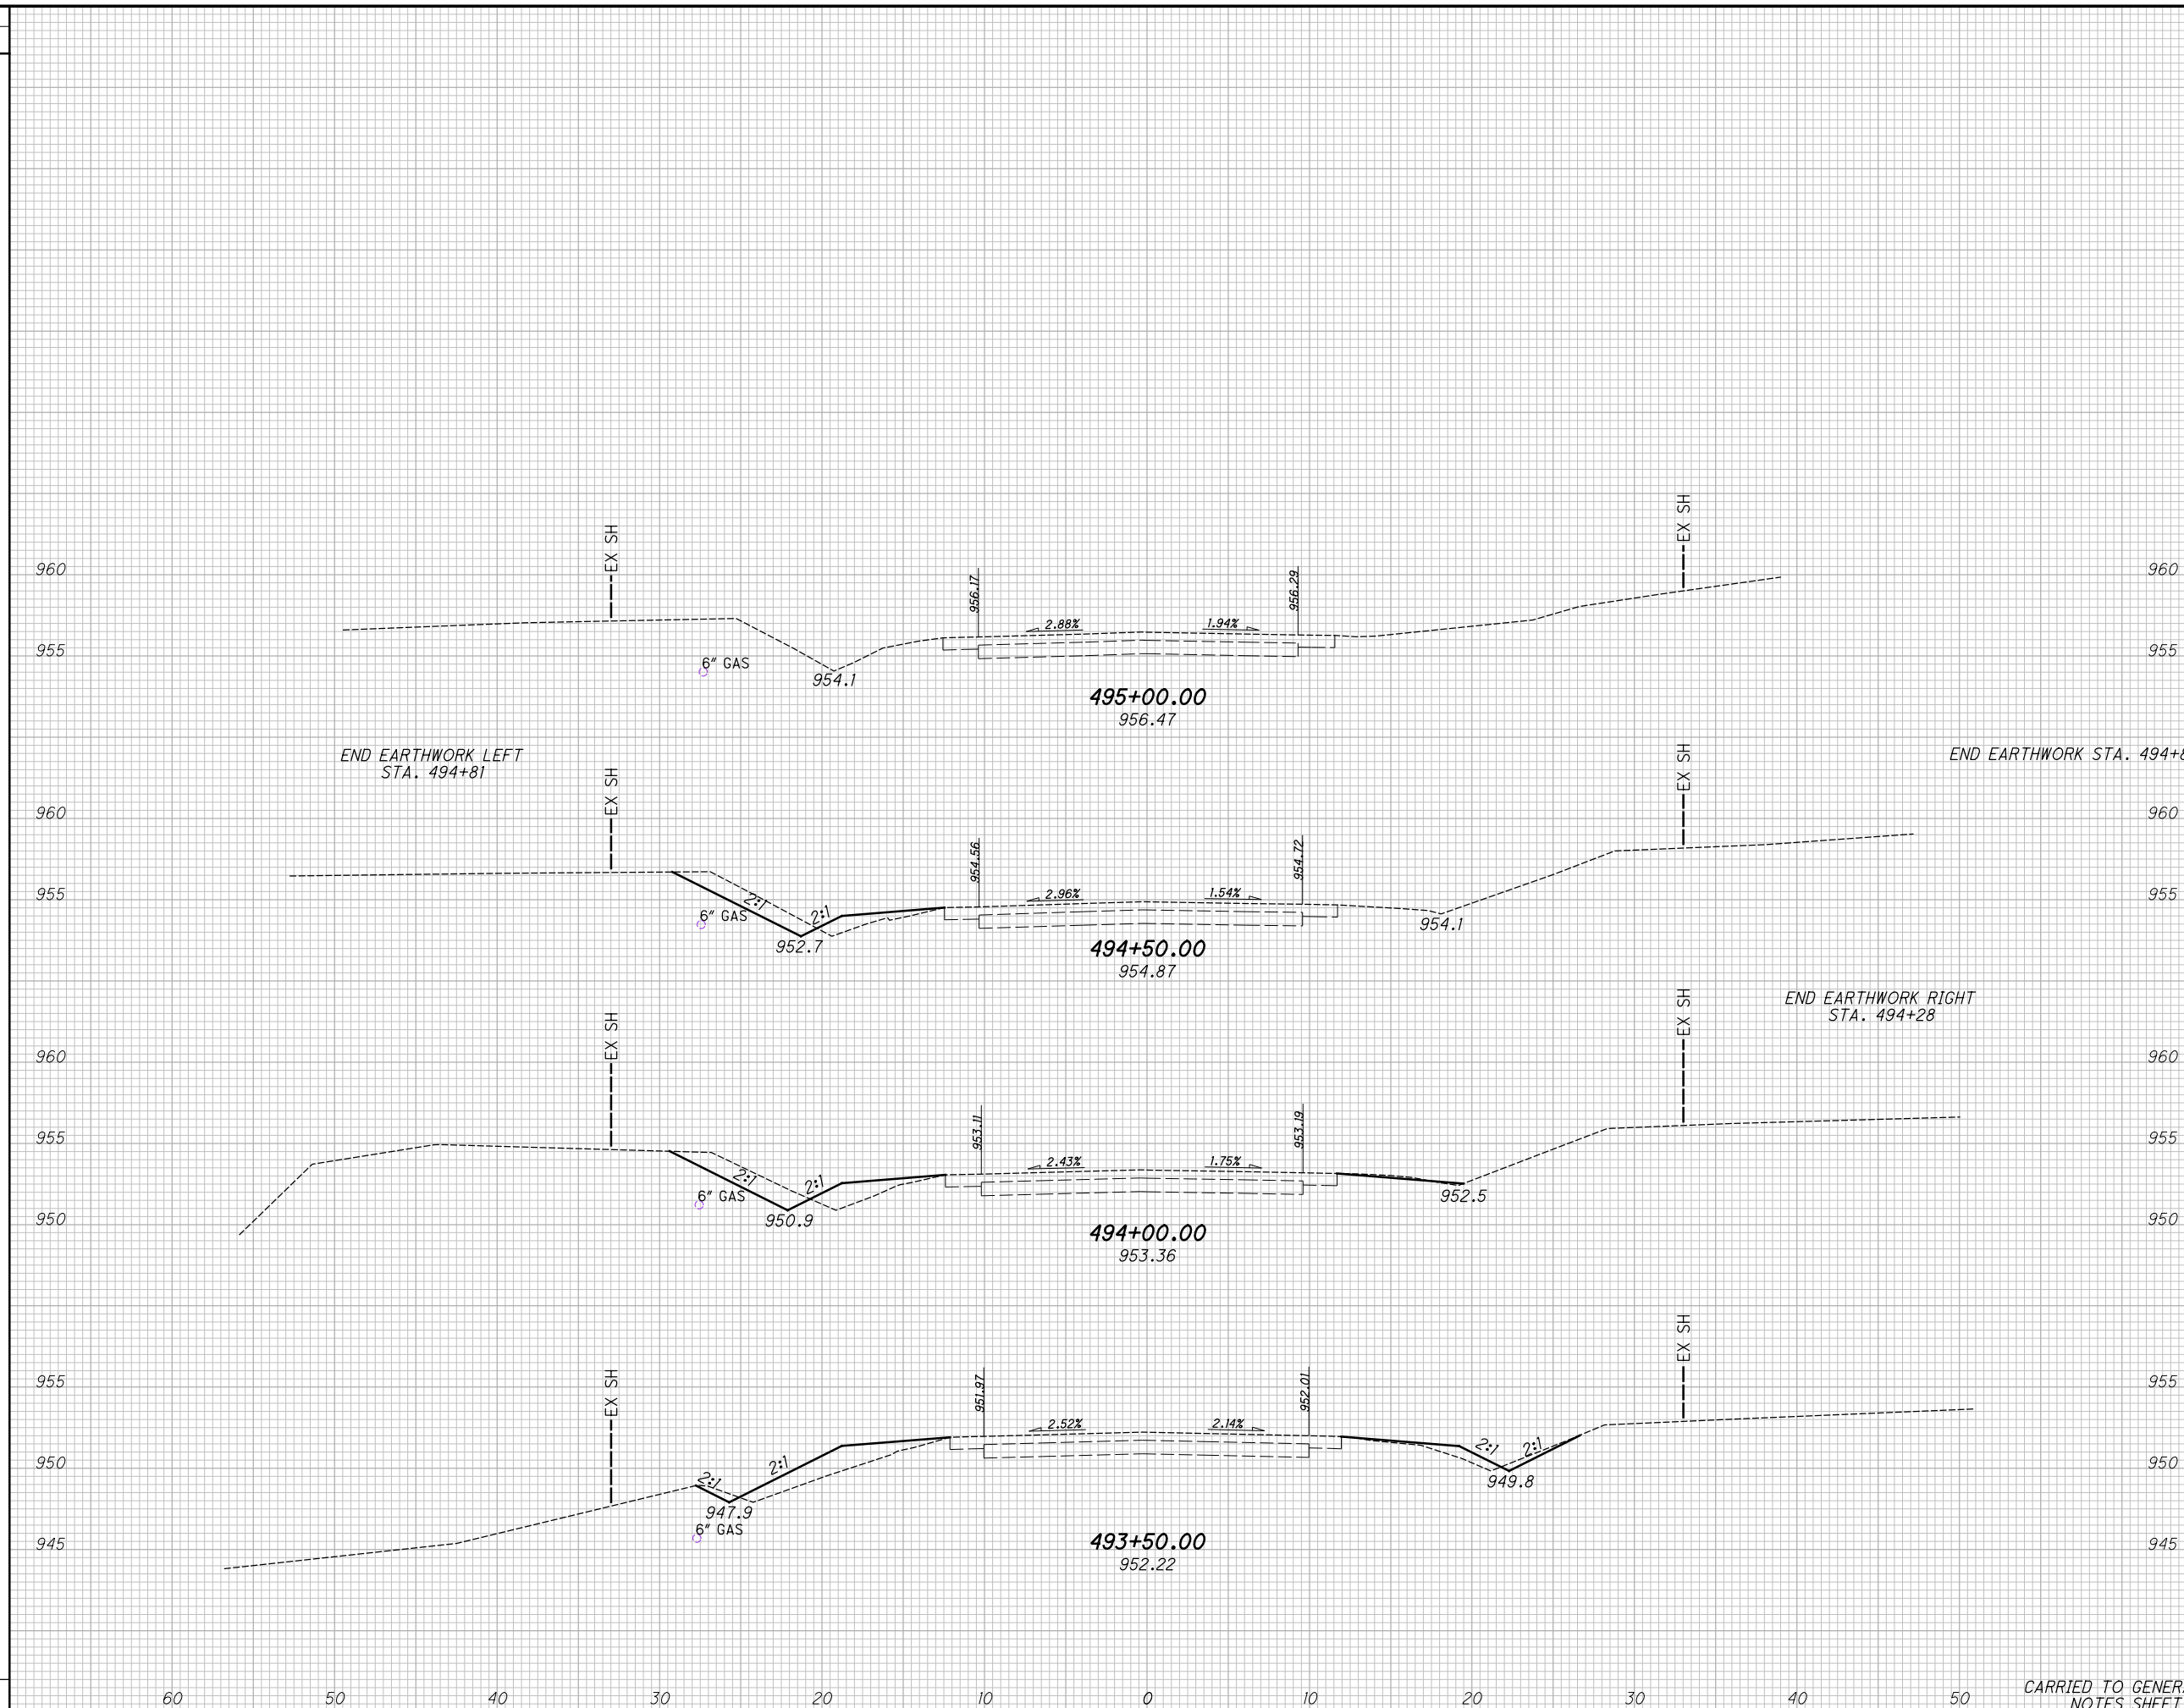 EX SH
EX SH
960
956.17
956.29
960
2.88%
1.94%
955
955
6" GAS
954.1
495+00.00
956.47
END EARTHWORK LEFT
STA. 494+81
END EARTHWORK STA. 494+8
EX SH
EX SH
960
960
954.56
954.72
955
2.96%
1.54%
955
2:1
2:1
6" GAS
952.7
954.1
494+50.00
954.87
END EARTHWORK RIGHT
STA. 494+28
EX SH
EX SH
960
960
953.11
953.19
955
955
2.43%
1.75%
2:1
2:1
6" GAS
950.9
952.5
950
950
494+00.00
953.36
EX SH
EX SH
955
955
951.97
952.01
2.52%
2.14%
2:1
2:1
2:1
2:1
950
950
949.8
947.9
6" GAS
945
945
493+50.00
952.22
60 50 40 30 20 10 0 10 20 30 40 50
CARRIED TO GENER
NOTES SHEET